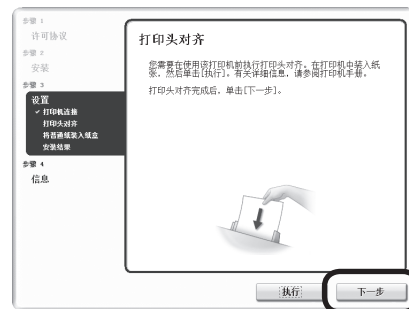 步骤 1
许可协议
步骤 2
安装
步骤 3
设置
✓ 打印机连接
打印头对齐
将普通纸装入纸盒
安装结果
步骤 4
信息
打印头对齐
您需要在使用该打印机前执行打印头对齐。在打印机中装入纸
张，然后单击[执行]。有关详细信息，请参阅打印机手册。
打印头对齐完成后，单击[下一步]。
执行
下一步